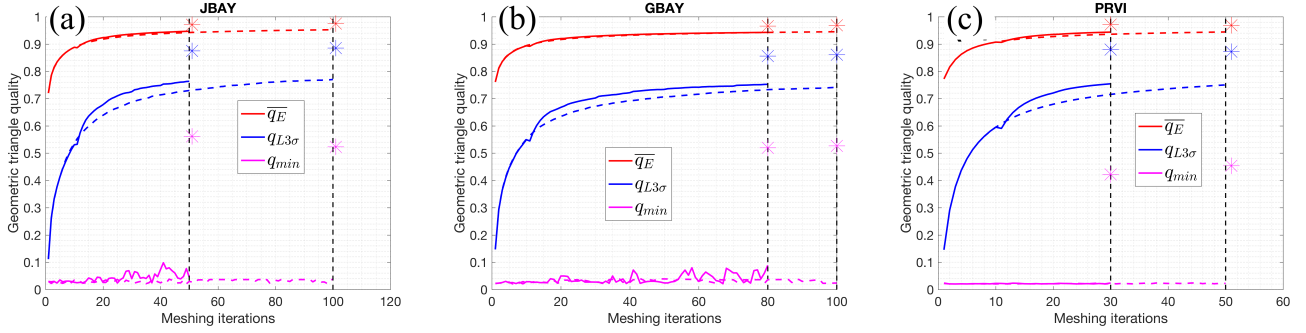 (a)
JBAY
Geometric triangle quality
1
0.9
0.8
0.7
0.6
0.5
0.4
0.3
0.2
0.1
0
0 20 40 60 80 100 120
Meshing iterations
q̅E̅
qL3σ
qmin
(b)
GBAY
Geometric triangle quality
1
0.9
0.8
0.7
0.6
0.5
0.4
0.3
0.2
0.1
0
0 20 40 60 80 100
Meshing iterations
q̅E̅
qL3σ
qmin
(c)
PRVI
Geometric triangle quality
1
0.9
0.8
0.7
0.6
0.5
0.4
0.3
0.2
0.1
0
0 10 20 30 40 50 60
Meshing iterations
q̅E̅
qL3σ
qmin